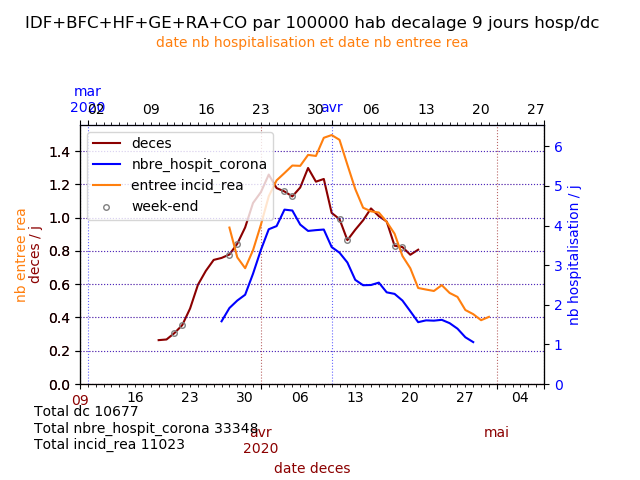 IDF+BFC+HF+GE+RA+CO par 100000 hab decalage 9 jours hosp/dc
date nb hospitalisation et date nb entree rea
mar
2020
02 09 16 23 30 avr 06 13 20 27
deces
nbre_hospit_corona
entree incid_rea
week-end
1.4
1.2
1.0
0.8
0.6
0.4
0.2
0.0
nb entree rea
deces / j
6
5
4
3
2
1
0
nb hospitalisation / j
09 16 23 30 06 13 20 27 04
avr
2020
mai
Total dc 10677
Total nbre_hospit_corona 33348
Total incid_rea 11023
date deces